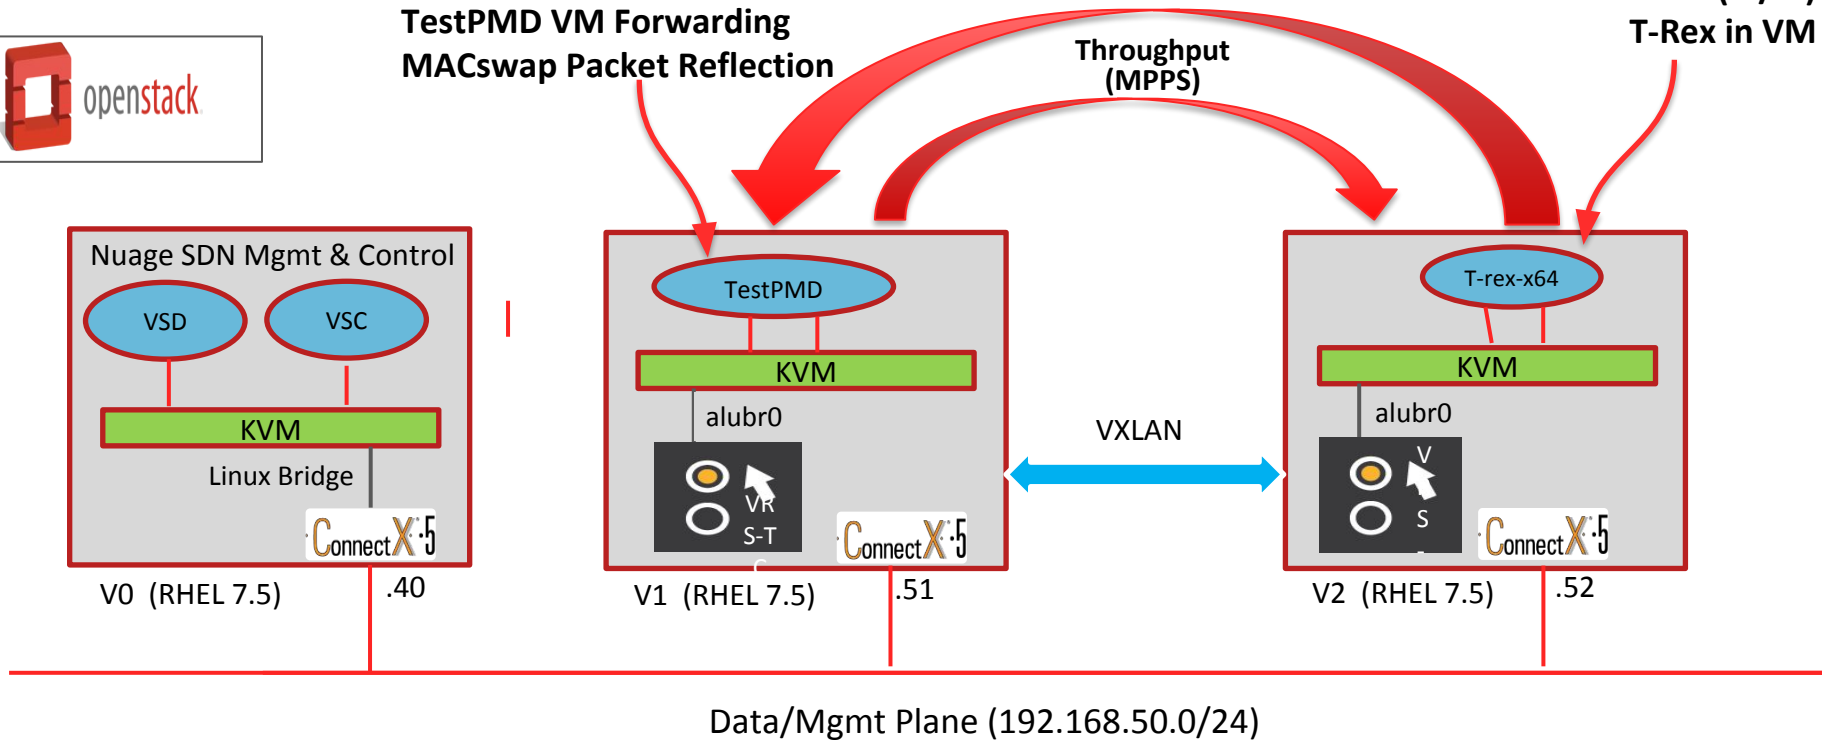 TestPMD VM Forwarding
MACswap Packet Reflection
T-Rex in VM
Throughput
(MPPS)
openstack
Nuage SDN Mgmt & Control
VSD
VSC
KVM
Linux Bridge
ConnectX·5
V0 (RHEL 7.5)
.40
TestPMD
KVM
alubr0
VR
S-T
ConnectX·5
V1 (RHEL 7.5)
.51
VXLAN
T-rex-x64
KVM
alubr0
V
S
-
ConnectX·5
V2 (RHEL 7.5)
.52
Data/Mgmt Plane (192.168.50.0/24)